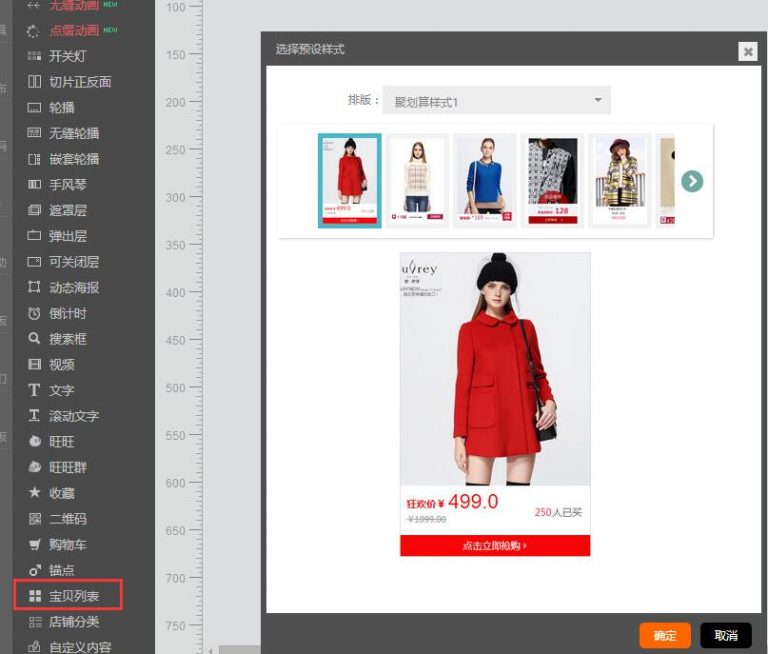 无缝动画 NEW
点缀动画 NEW
开关灯
切片正反面
轮播
无缝轮播
嵌套轮播
手风琴
遮罩层
弹出层
可关闭层
动态海报
倒计时
搜索框
视频
文字
滚动文字
旺旺
旺旺群
收藏
二维码
购物车
锚点
宝贝列表
店铺分类
自定义内容
100
150
200
250
300
350
400
450
500
550
600
650
700
750
选择预设样式
排版：
聚划算样式1
499.0
198
169
128
狂欢价¥ 499.0
¥1099.00
250人已买
点击立即抢购 ›
确定
取消